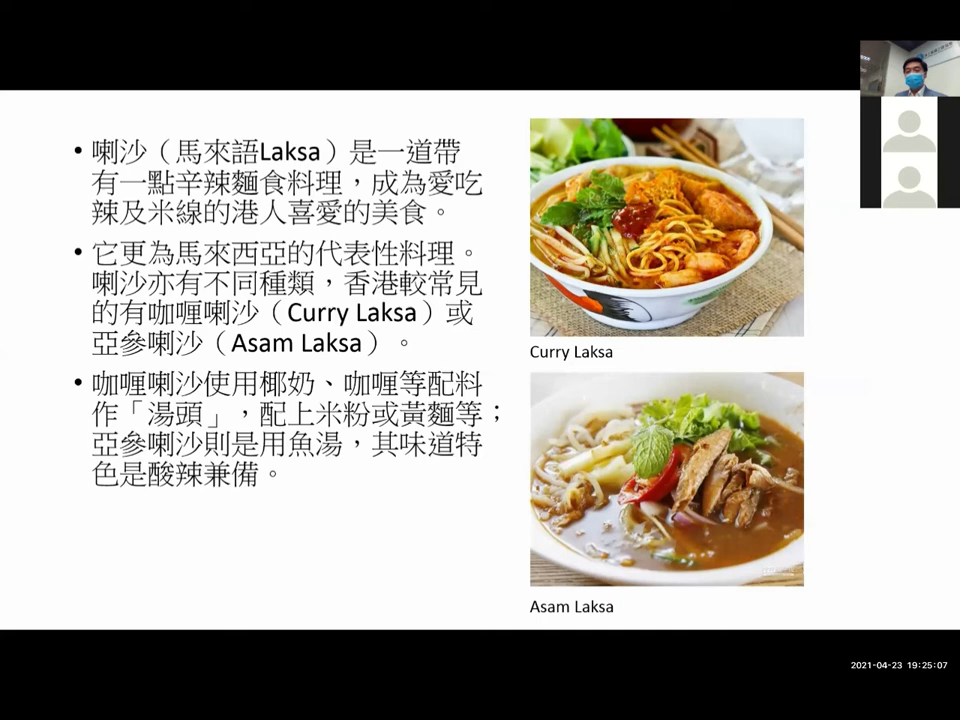 • 喇沙（馬來語Laksa）是一道帶
有一點辛辣麵食料理，成為愛吃
辣及米線的港人喜愛的美食。
• 它更為馬來西亞的代表性料理。
喇沙亦有不同種類，香港較常見
的有咖喱喇沙（Curry Laksa）或
亞參喇沙（Asam Laksa）。
• 咖喱喇沙使用椰奶、咖喱等配料
作「湯頭」，配上米粉或黃麵等；
亞參喇沙則是用魚湯，其味道特
色是酸辣兼備。
Curry Laksa
Asam Laksa
2021-04-23 19:25:07